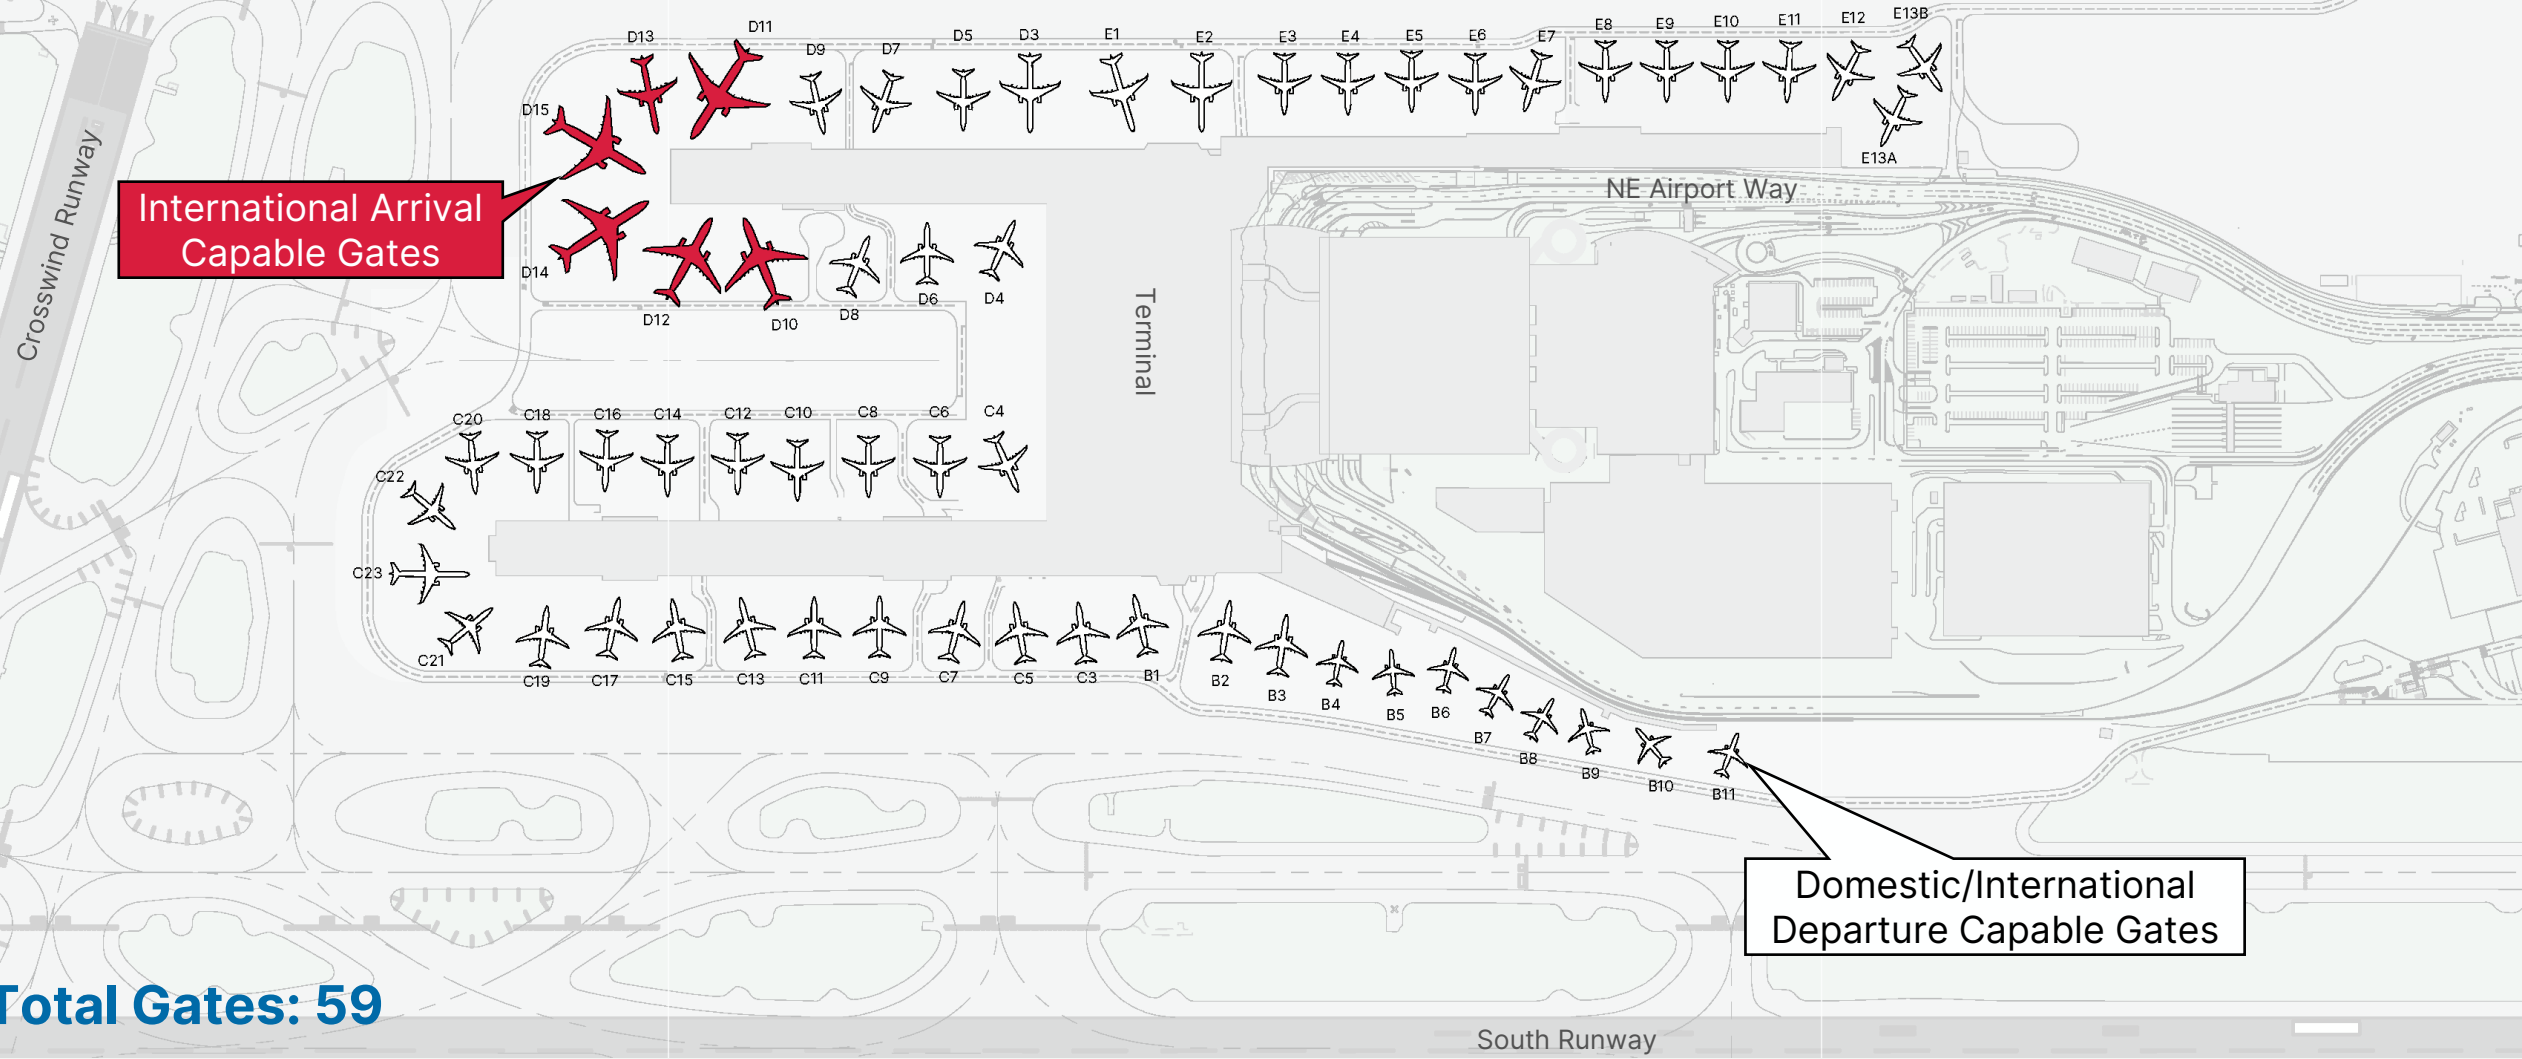 D13
D11
D9
D7
D5
D3
E1
E2
E3
E4
E5
E6
E7
E8
E9
E10
E11
E12
E13B
D15
E13A
International Arrival
Capable Gates
NE Airport Way
Crosswind Runway
D14
D12
D10
D8
D6
D4
Terminal
C20
C18
C16
C14
C12
C10
C8
C6
C4
C22
C23
C21
C19
C17
C15
C13
C11
C9
C7
C5
C3
B1
B2
B3
B4
B5
B6
B7
B8
B9
B10
B11
Domestic/International
Departure Capable Gates
Total Gates: 59
South Runway